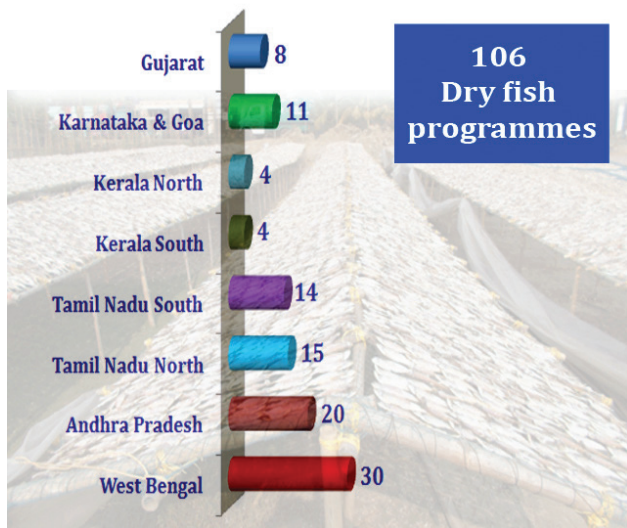 106
Dry fish
programmes
Gujarat 8
Karnataka & Goa 11
Kerala North 4
Kerala South 4
Tamil Nadu South 14
Tamil Nadu North 15
Andhra Pradesh 20
West Bengal 30